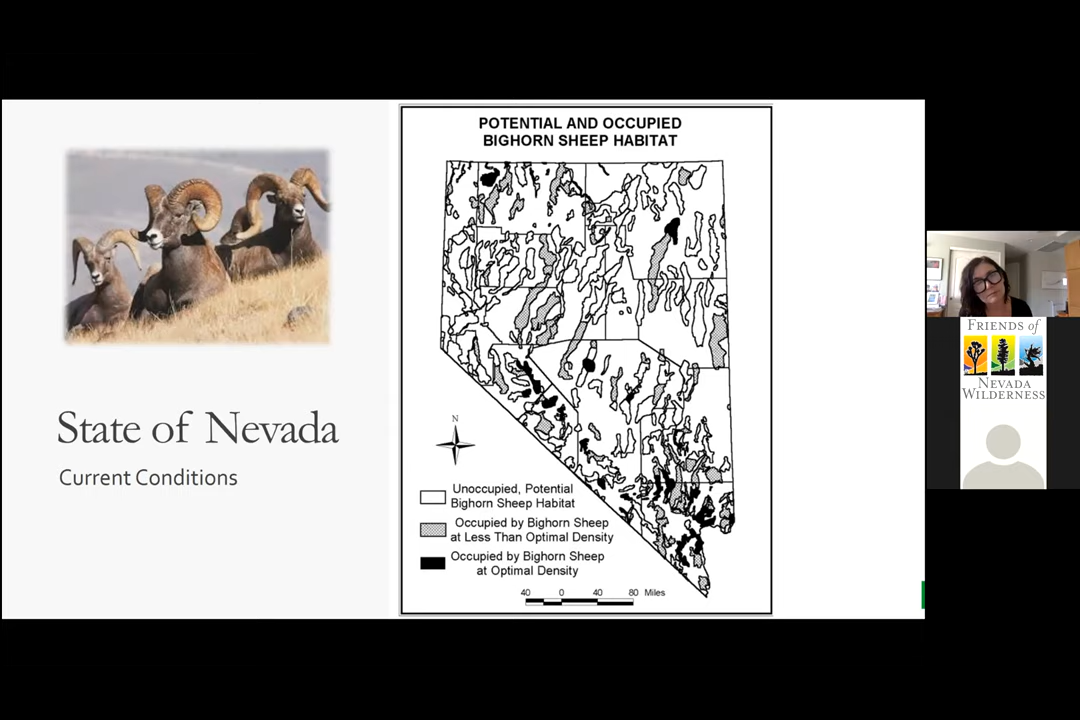 State of Nevada
Current Conditions
POTENTIAL AND OCCUPIED
BIGHORN SHEEP HABITAT
N
Unoccupied, Potential
Bighorn Sheep Habitat
Occupied by Bighorn Sheep
at Less Than Optimal Density
Occupied by Bighorn Sheep
at Optimal Density
40 0 40 80 Miles
FRIENDS of
NEVADA
WILDERNESS